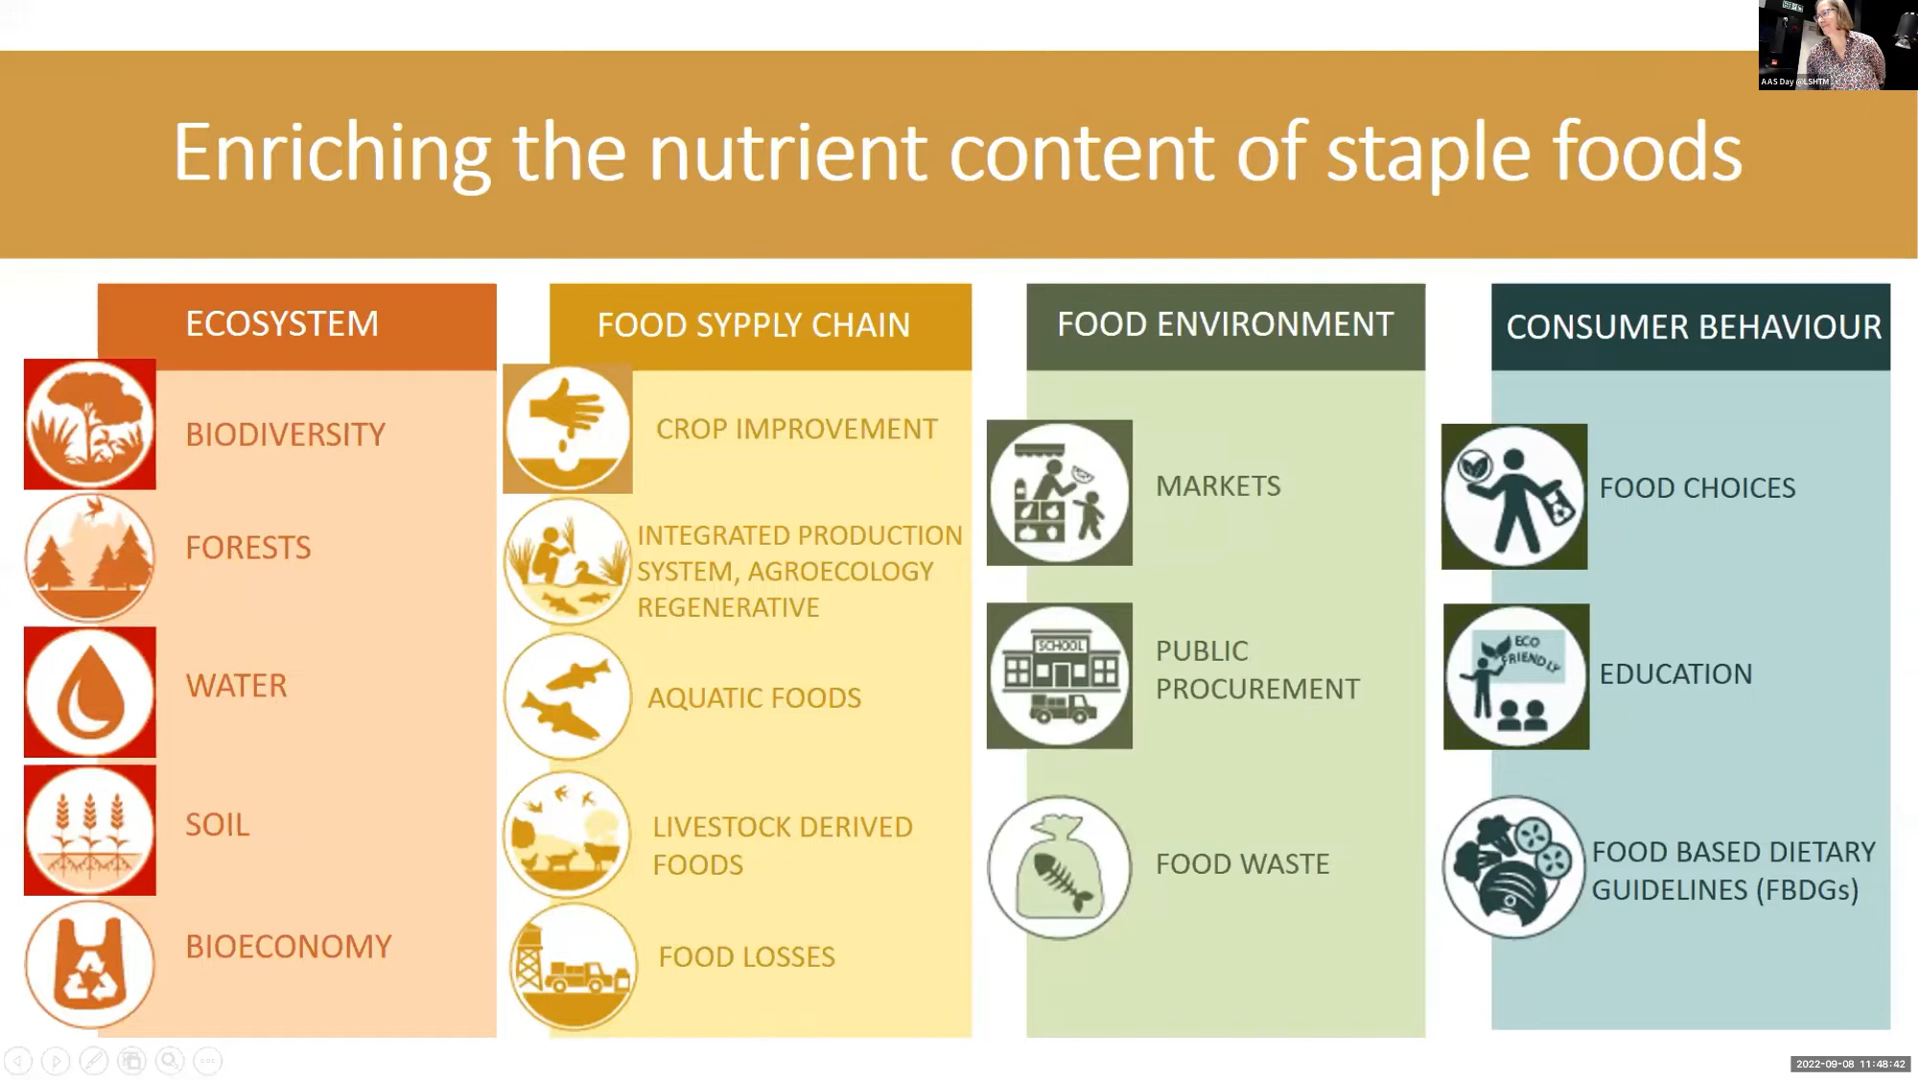 AAS Day @LSHTM
Enriching the nutrient content of staple foods
ECOSYSTEM
BIODIVERSITY
FORESTS
WATER
SOIL
BIOECONOMY
FOOD SYPPLY CHAIN
CROP IMPROVEMENT
INTEGRATED PRODUCTION
SYSTEM, AGROECOLOGY
REGENERATIVE
AQUATIC FOODS
LIVESTOCK DERIVED
FOODS
FOOD LOSSES
FOOD ENVIRONMENT
MARKETS
SCHOOL
PUBLIC
PROCUREMENT
FOOD WASTE
CONSUMER BEHAVIOUR
FOOD CHOICES
ECO
FRIENDLY
EDUCATION
FOOD BASED DIETARY
GUIDELINES (FBDGs)
2022-09-08 11:48:42